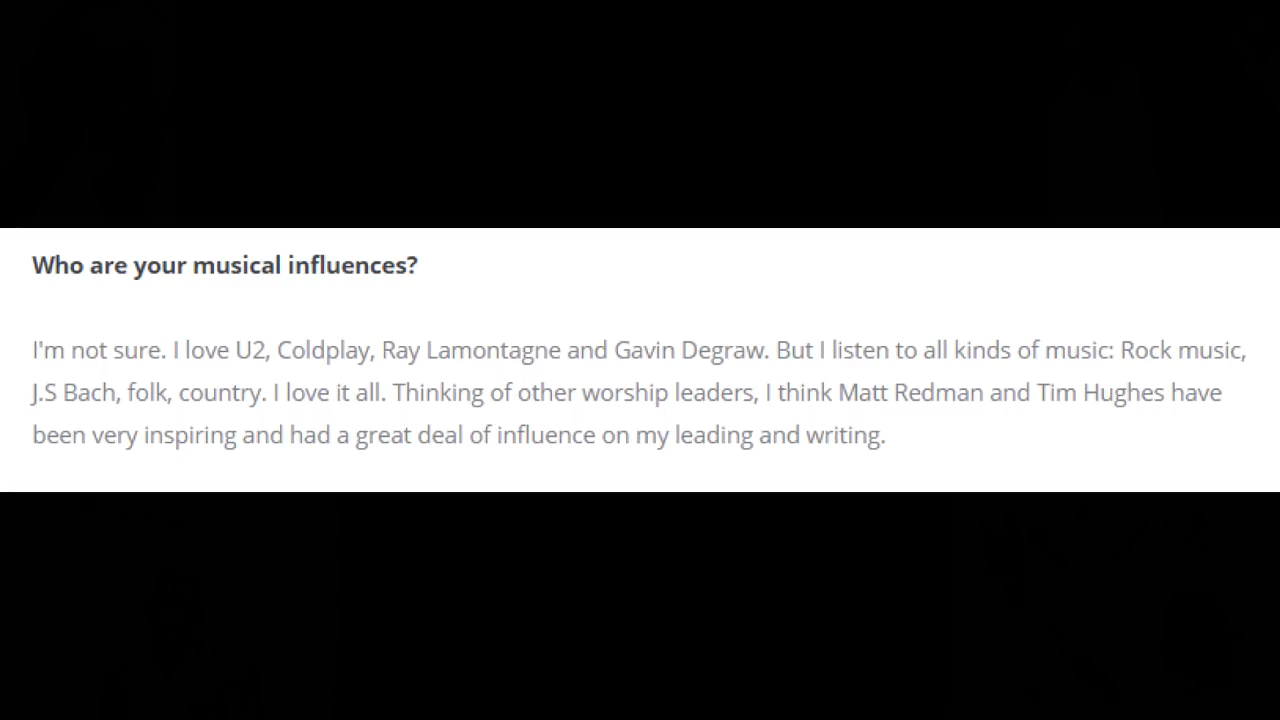 Who are your musical influences?
I'm not sure. I love U2, Coldplay, Ray Lamontagne and Gavin Degraw. But I listen to all kinds of music: Rock music,
J.S Bach, folk, country. I love it all. Thinking of other worship leaders, I think Matt Redman and Tim Hughes have
been very inspiring and had a great deal of influence on my leading and writing.